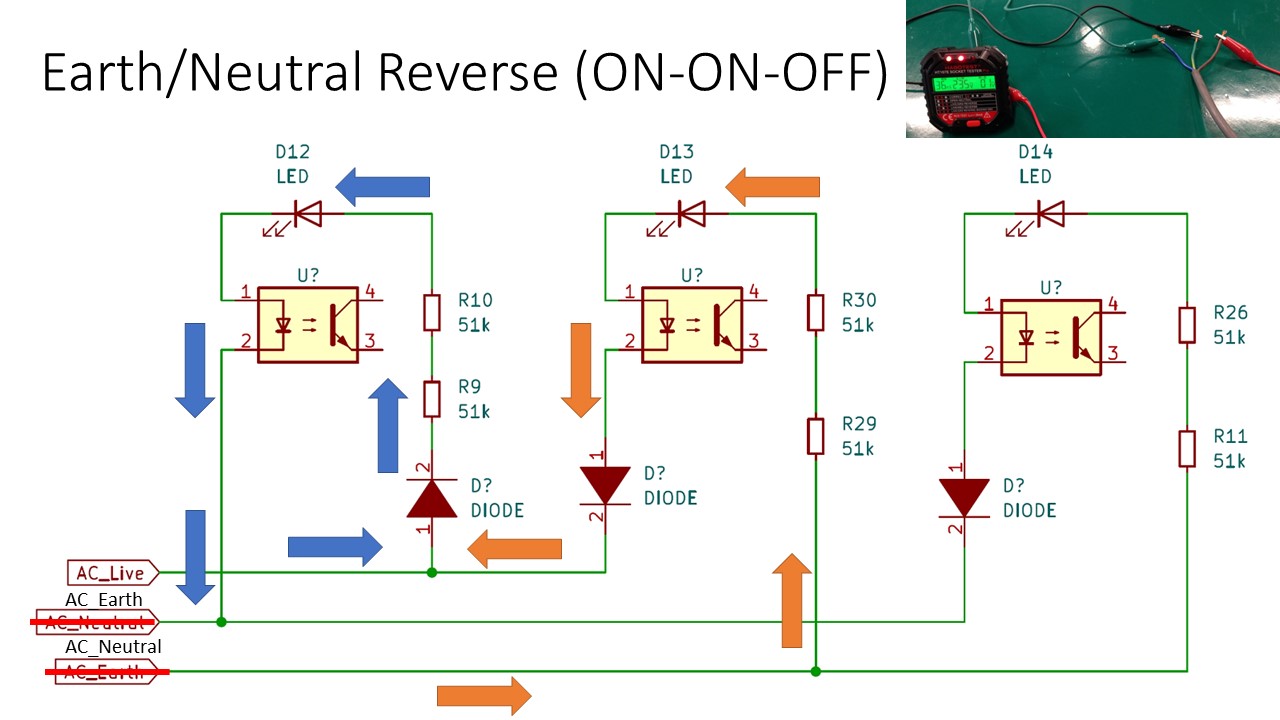 Earth/Neutral Reverse (ON-ON-OFF)
D12
LED
D13
LED
D14
LED
U?
1
4
2
3
R10
51k
R9
51k
2
D?
DIODE
1
U?
1
4
2
3
R30
51k
R29
51k
1
D?
DIODE
2
U?
1
4
2
3
R26
51k
R11
51k
1
D?
DIODE
2
AC_Live
AC_Earth
AC_Neutral
AC_Neutral
AC_Earth